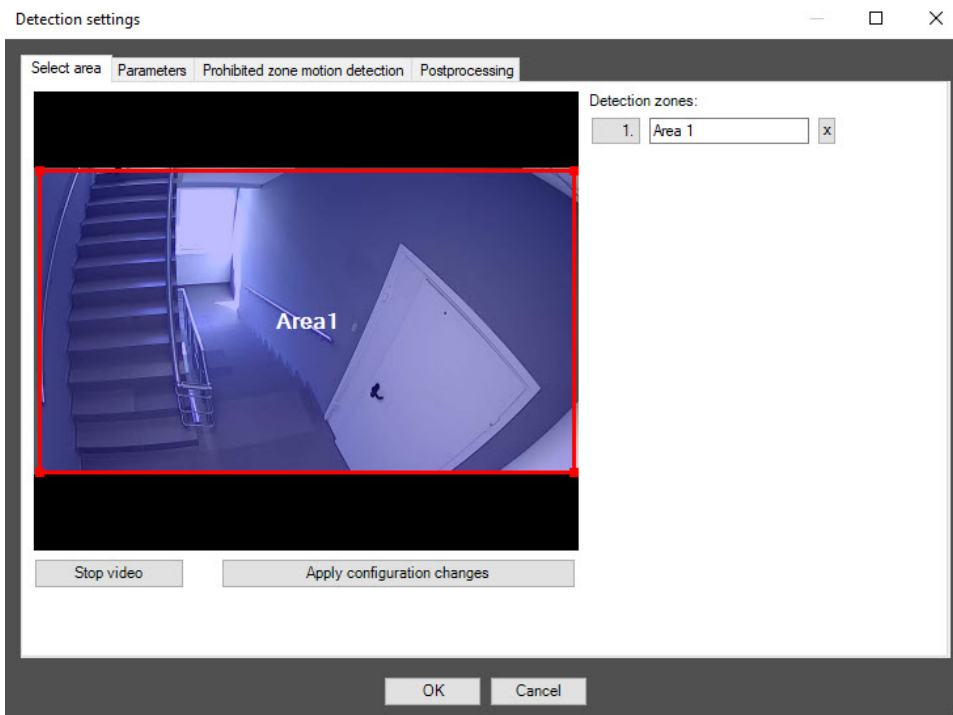 Detection settings
Select area Parameters Prohibited zone motion detection Postprocessing
Detection zones:
1. Area 1 x
Area1
Stop video Apply configuration changes
OK Cancel